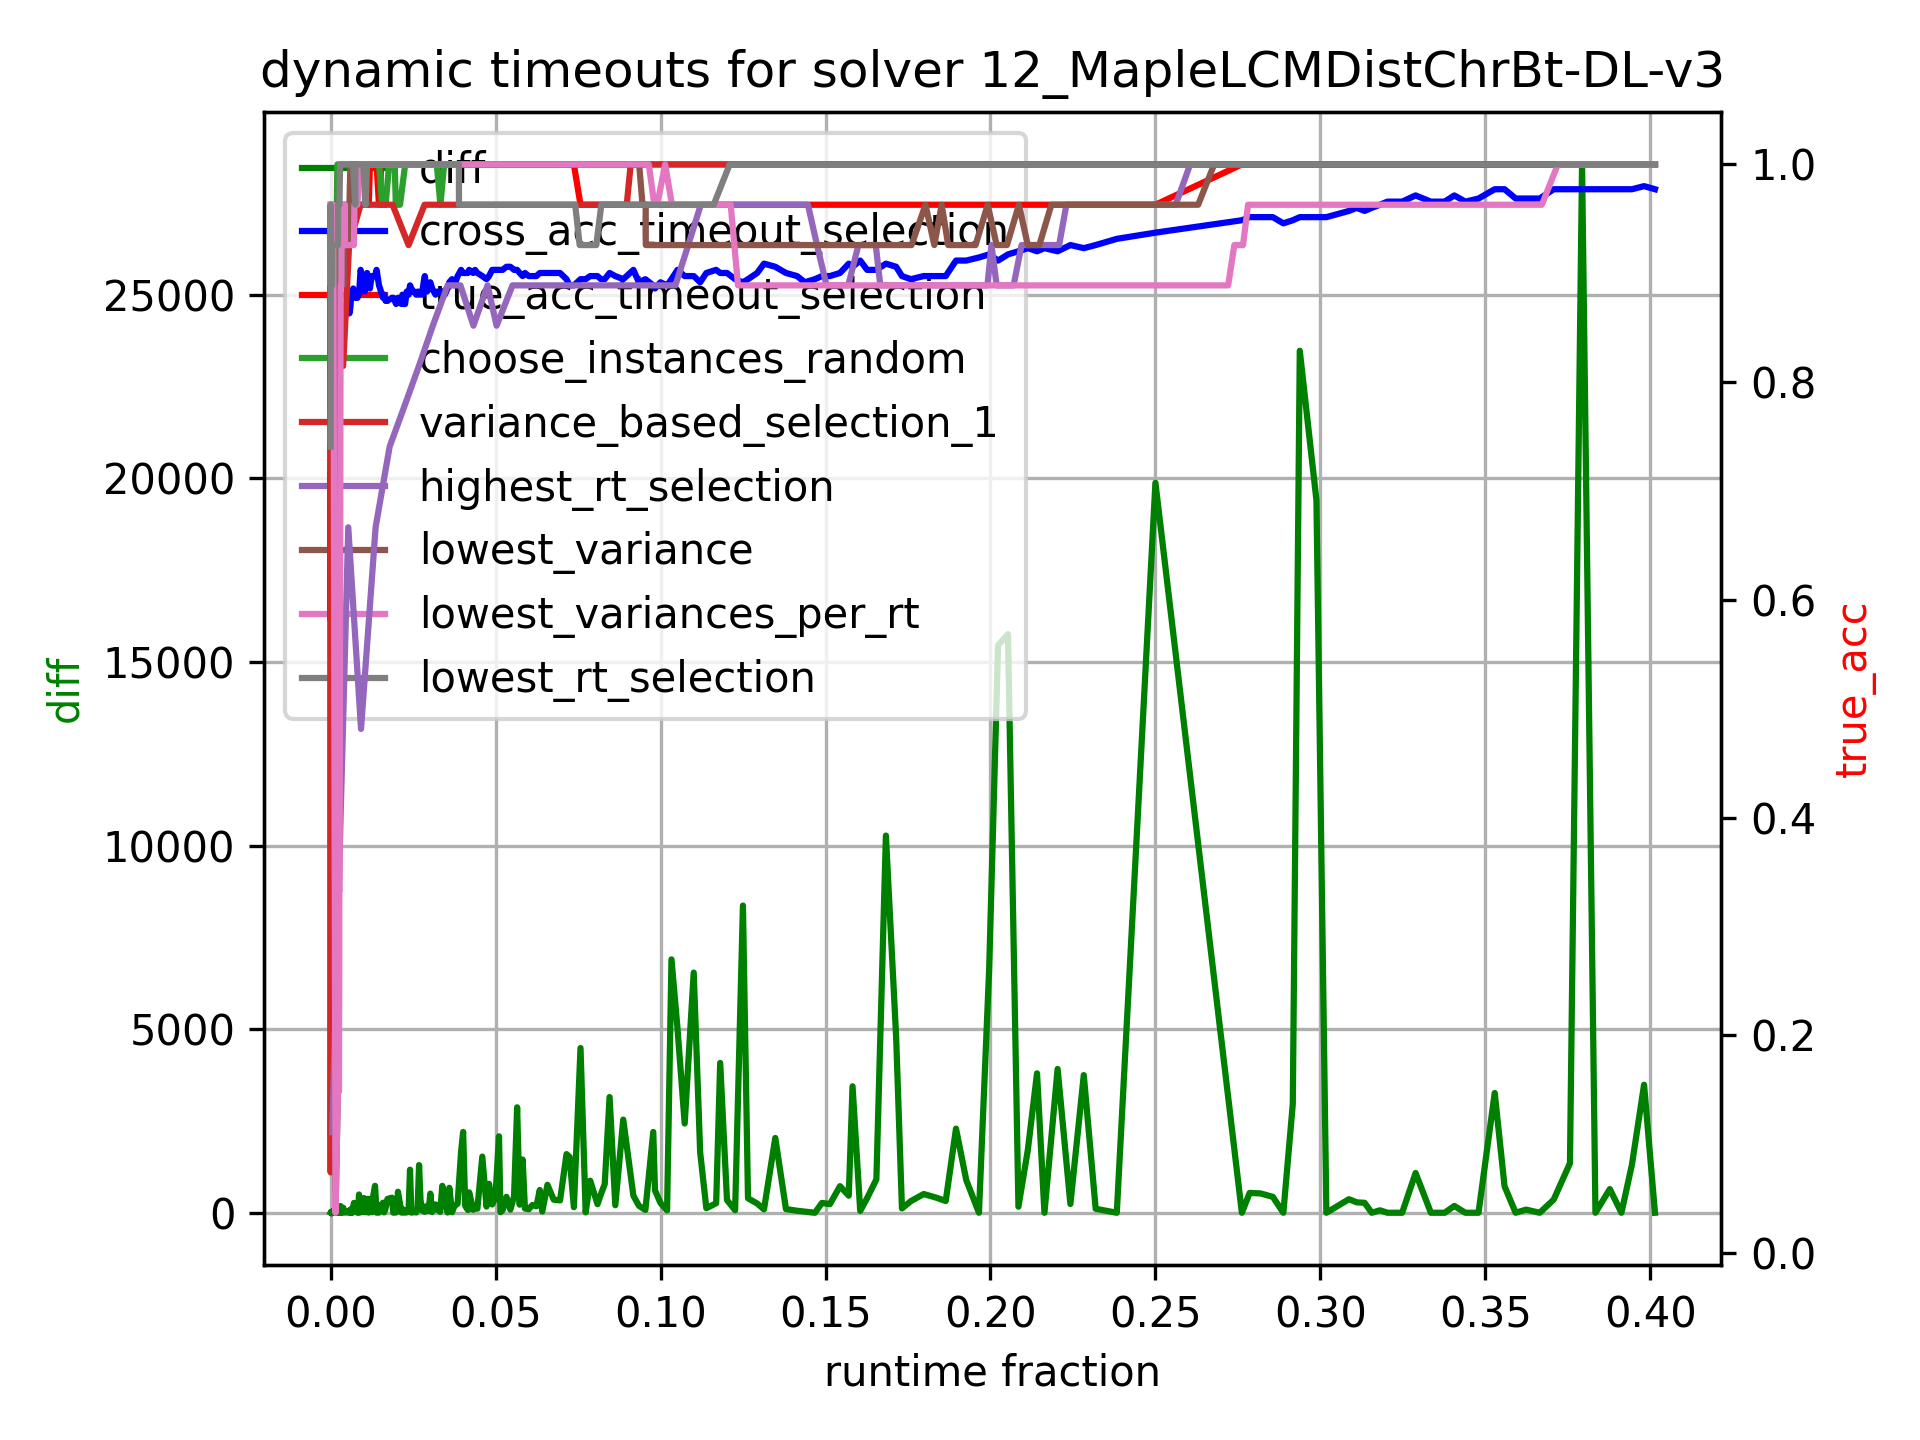 dynamic timeouts for solver 12_MapleLCMDistChrBt-DL-v3
diff
cross_acc_timeout_selection
true_acc_timeout_selection
choose_instances_random
variance_based_selection_1
highest_rt_selection
lowest_variance
lowest_variances_per_rt
lowest_rt_selection
25000
20000
15000
10000
5000
0
diff
1.0
0.8
0.6
0.4
0.2
0.0
true_acc
0.00 0.05 0.10 0.15 0.20 0.25 0.30 0.35 0.40
runtime fraction